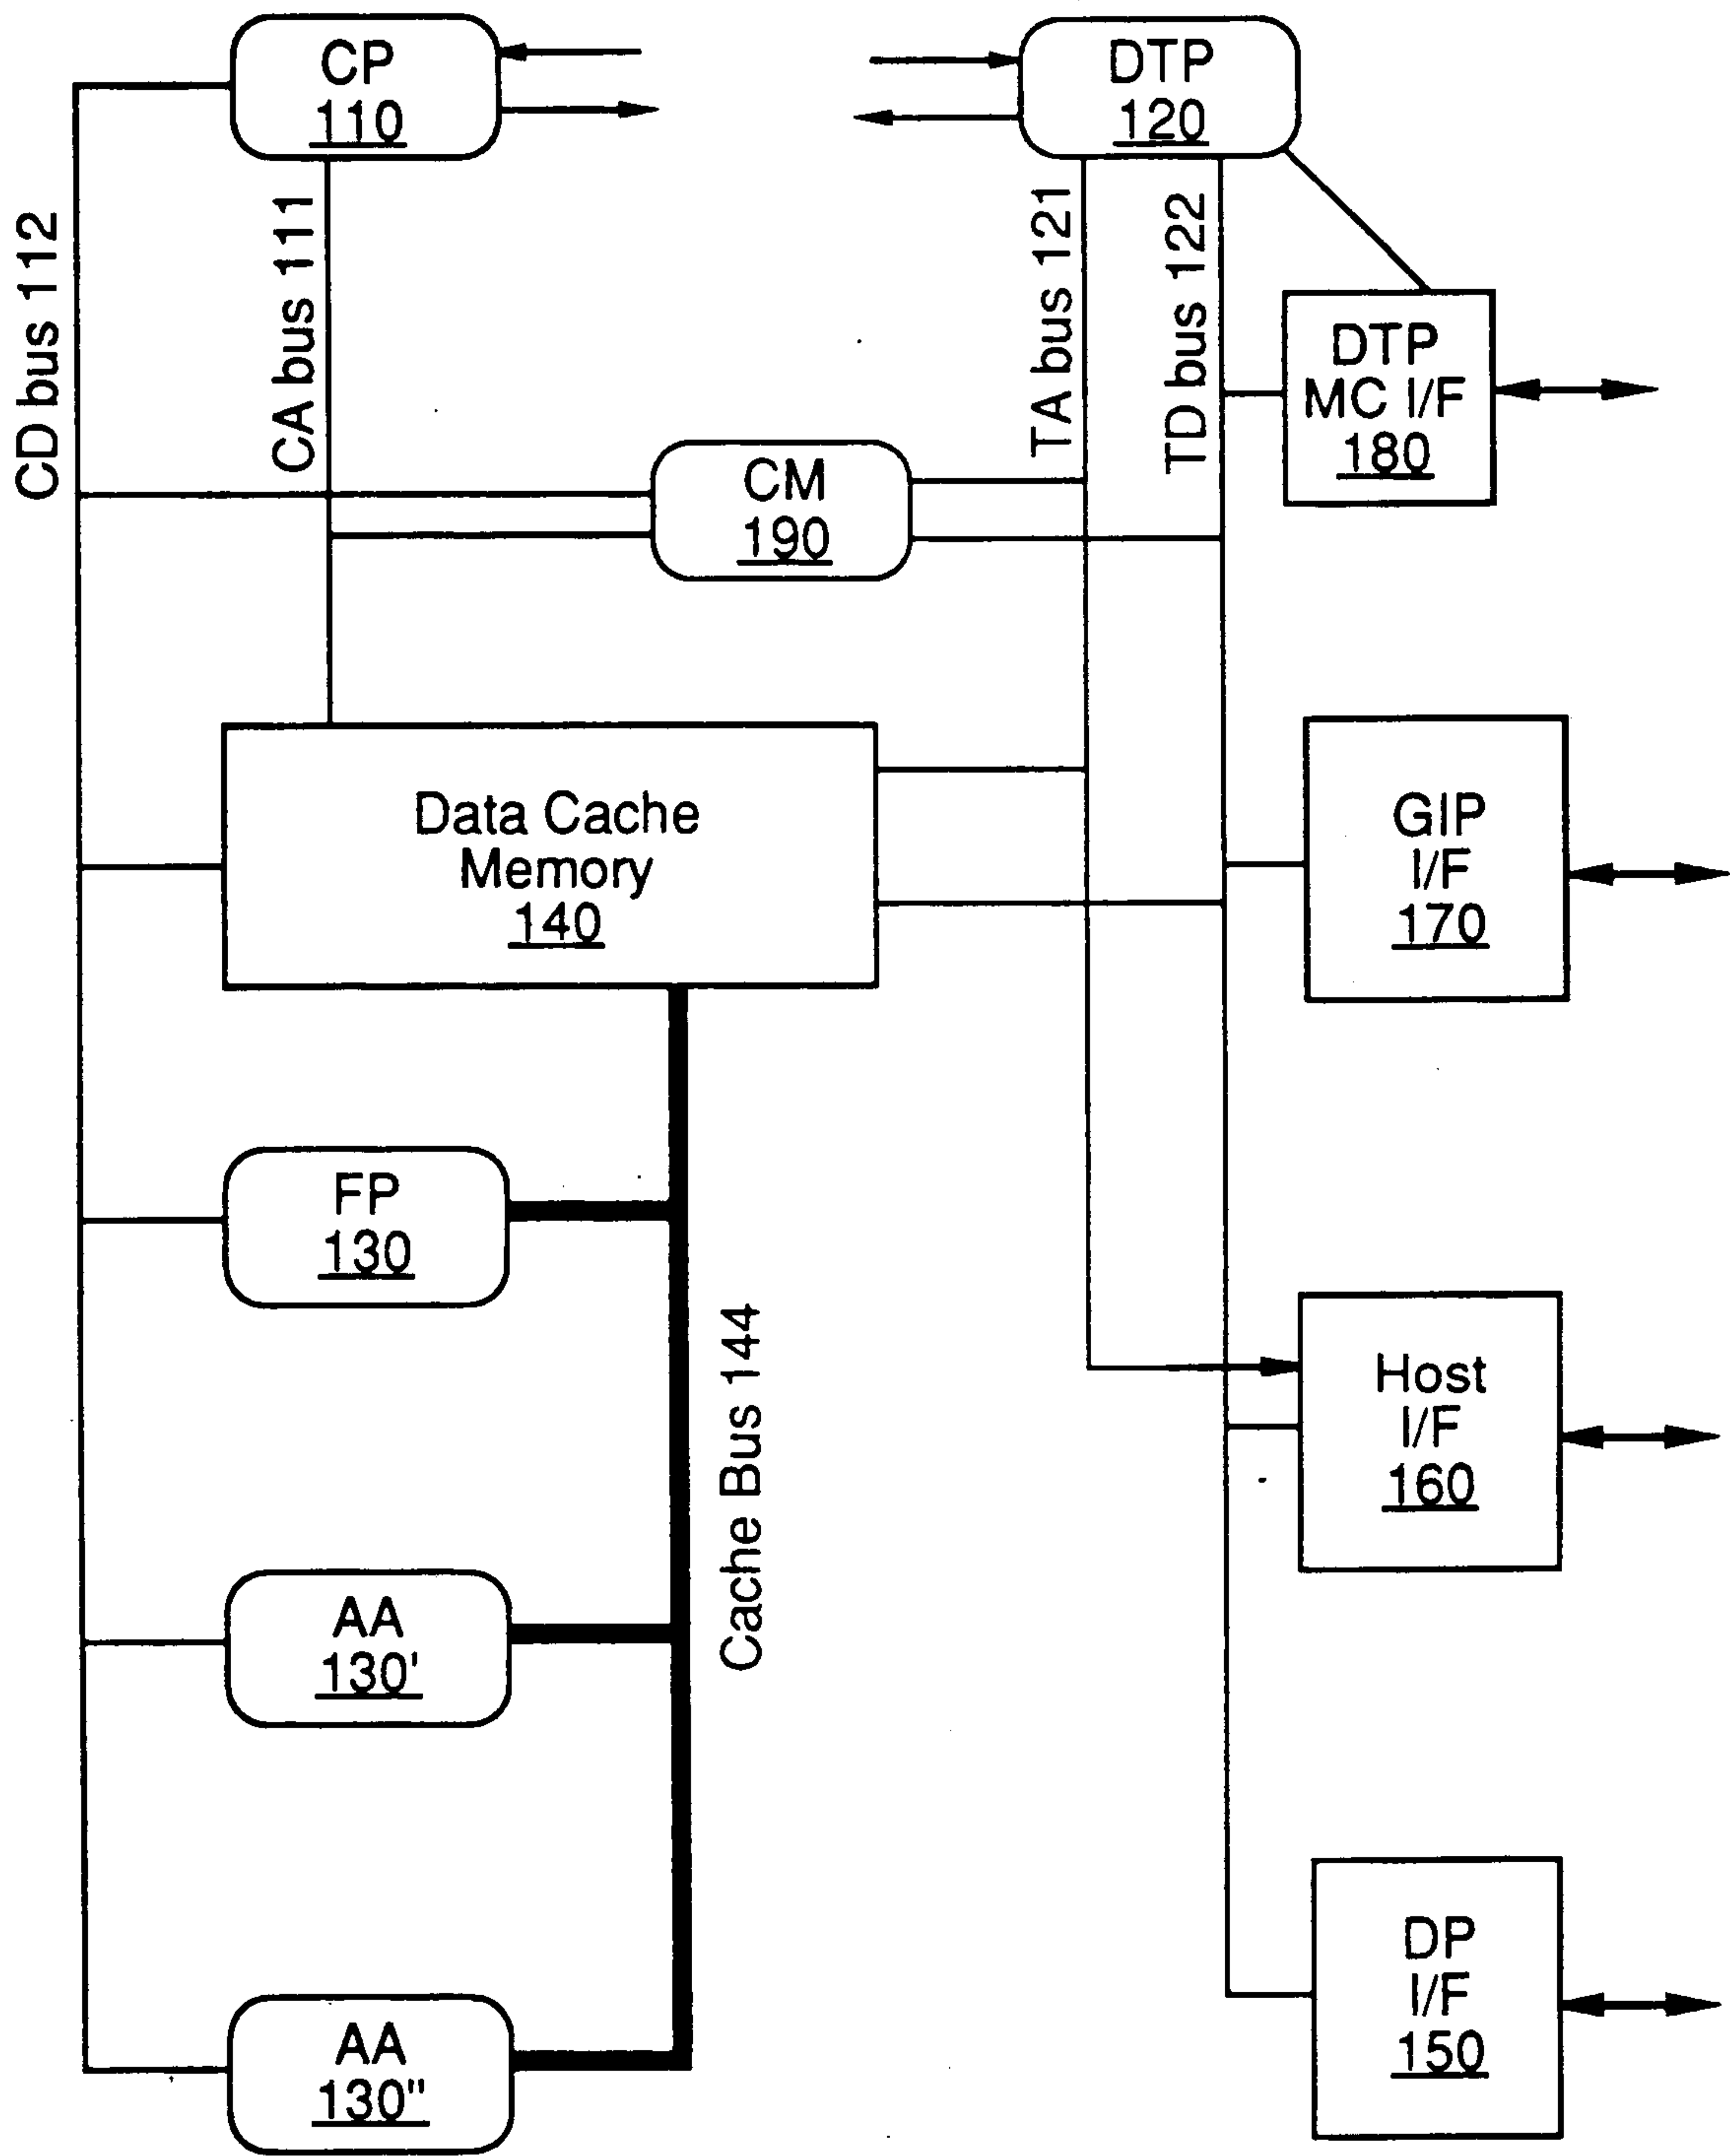 CP
110
DTP
120
CD bus 112
CA bus 111
TA bus 121
TD bus 122
DTP
MC I/F
180
CM
190
Data Cache
Memory
140
GIP
I/F
170
FP
130
Cache Bus 144
Host
I/F
160
AA
130'
DP
I/F
150
AA
130"